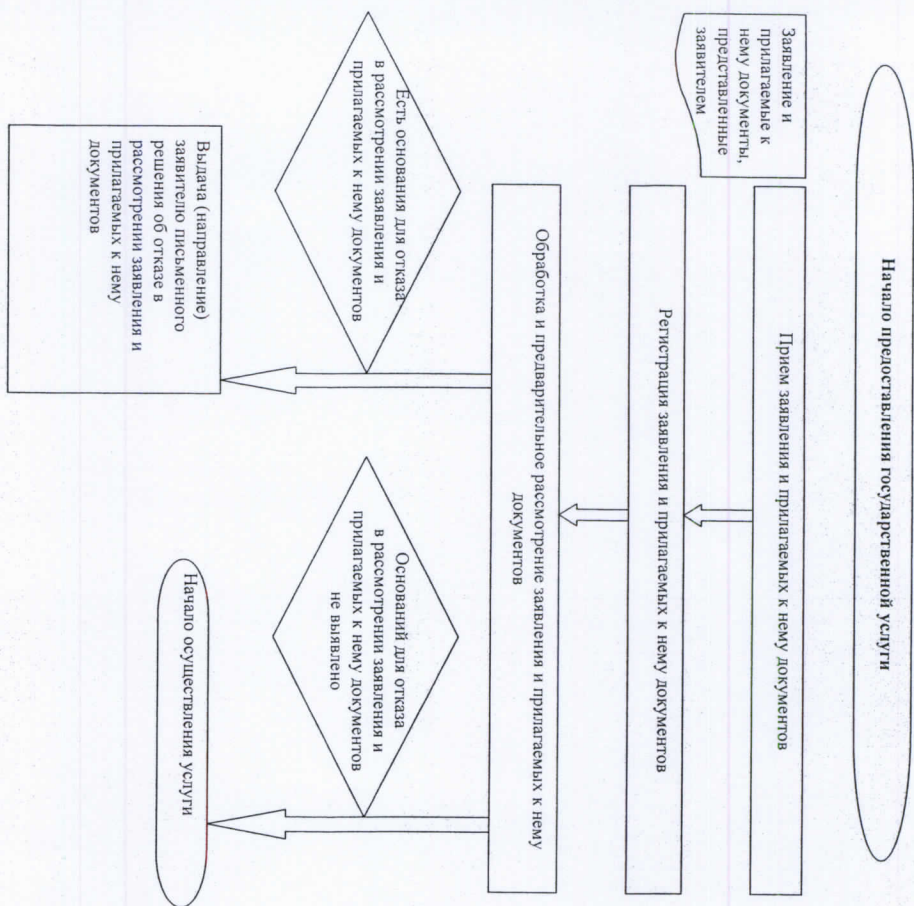 Начало предоставления государственной услуги
Заявление и
прилагаемые к
нему документы,
представленные
заявителем
Прием заявления и прилагаемых к нему документов
Регистрация заявления и прилагаемых к нему документов
Обработка и предварительное рассмотрение заявления и прилагаемых к нему
документов
Есть основания для отказа
в рассмотрении заявления и
прилагаемых к нему документов
Оснований для отказа
в рассмотрении заявления и
прилагаемых к нему документов
не выявлено
Выдача (направление)
заявителю письменного
решения об отказе в
рассмотрении заявления и
прилагаемых к нему
документов
Начало осуществления услуги